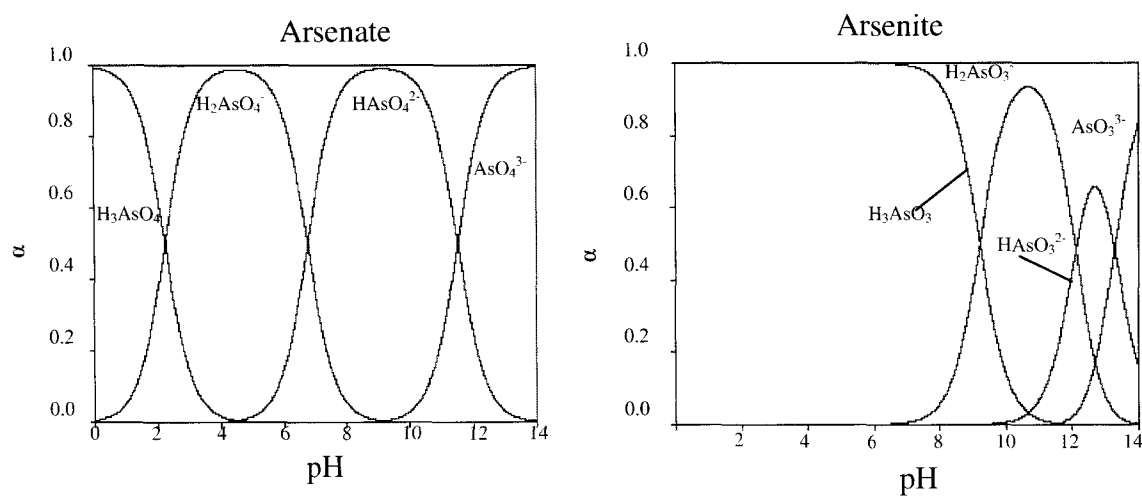 Arsenate
1.0
0.8
0.6
0.4
0.2
0.0
α
H₃AsO₄
H₂AsO₄⁻
HAsO₄²⁻
AsO₄³⁻
0 2 4 6 8 10 12 14
pH
Arsenite
1.0
0.8
0.6
0.4
0.2
0.0
α
H₂AsO₃⁻
AsO₃³⁻
H₃AsO₃
HAsO₃²⁻
2 4 6 8 10 12 14
pH